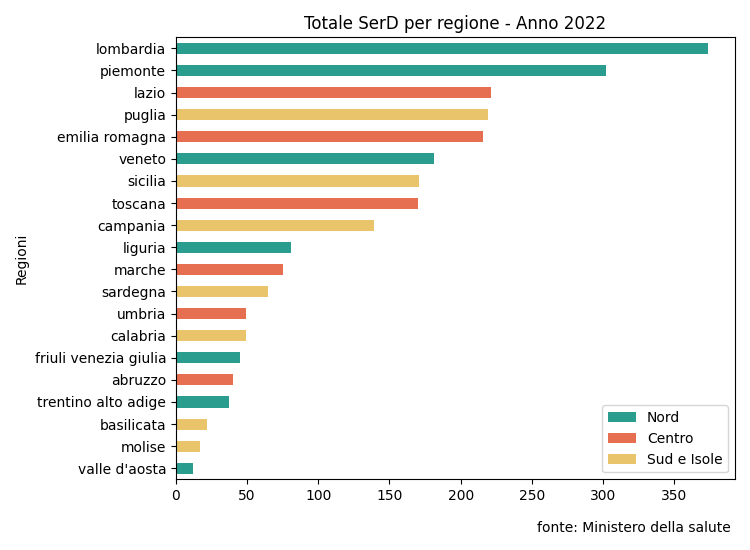 Totale SerD per regione - Anno 2022
Regioni
lombardia
piemonte
lazio
puglia
emilia romagna
veneto
sicilia
toscana
campania
liguria
marche
sardegna
umbria
calabria
friuli venezia giulia
abruzzo
trentino alto adige
basilicata
molise
valle d'aosta
0 50 100 150 200 250 300 350
Nord
Centro
Sud e Isole
fonte: Ministero della salute